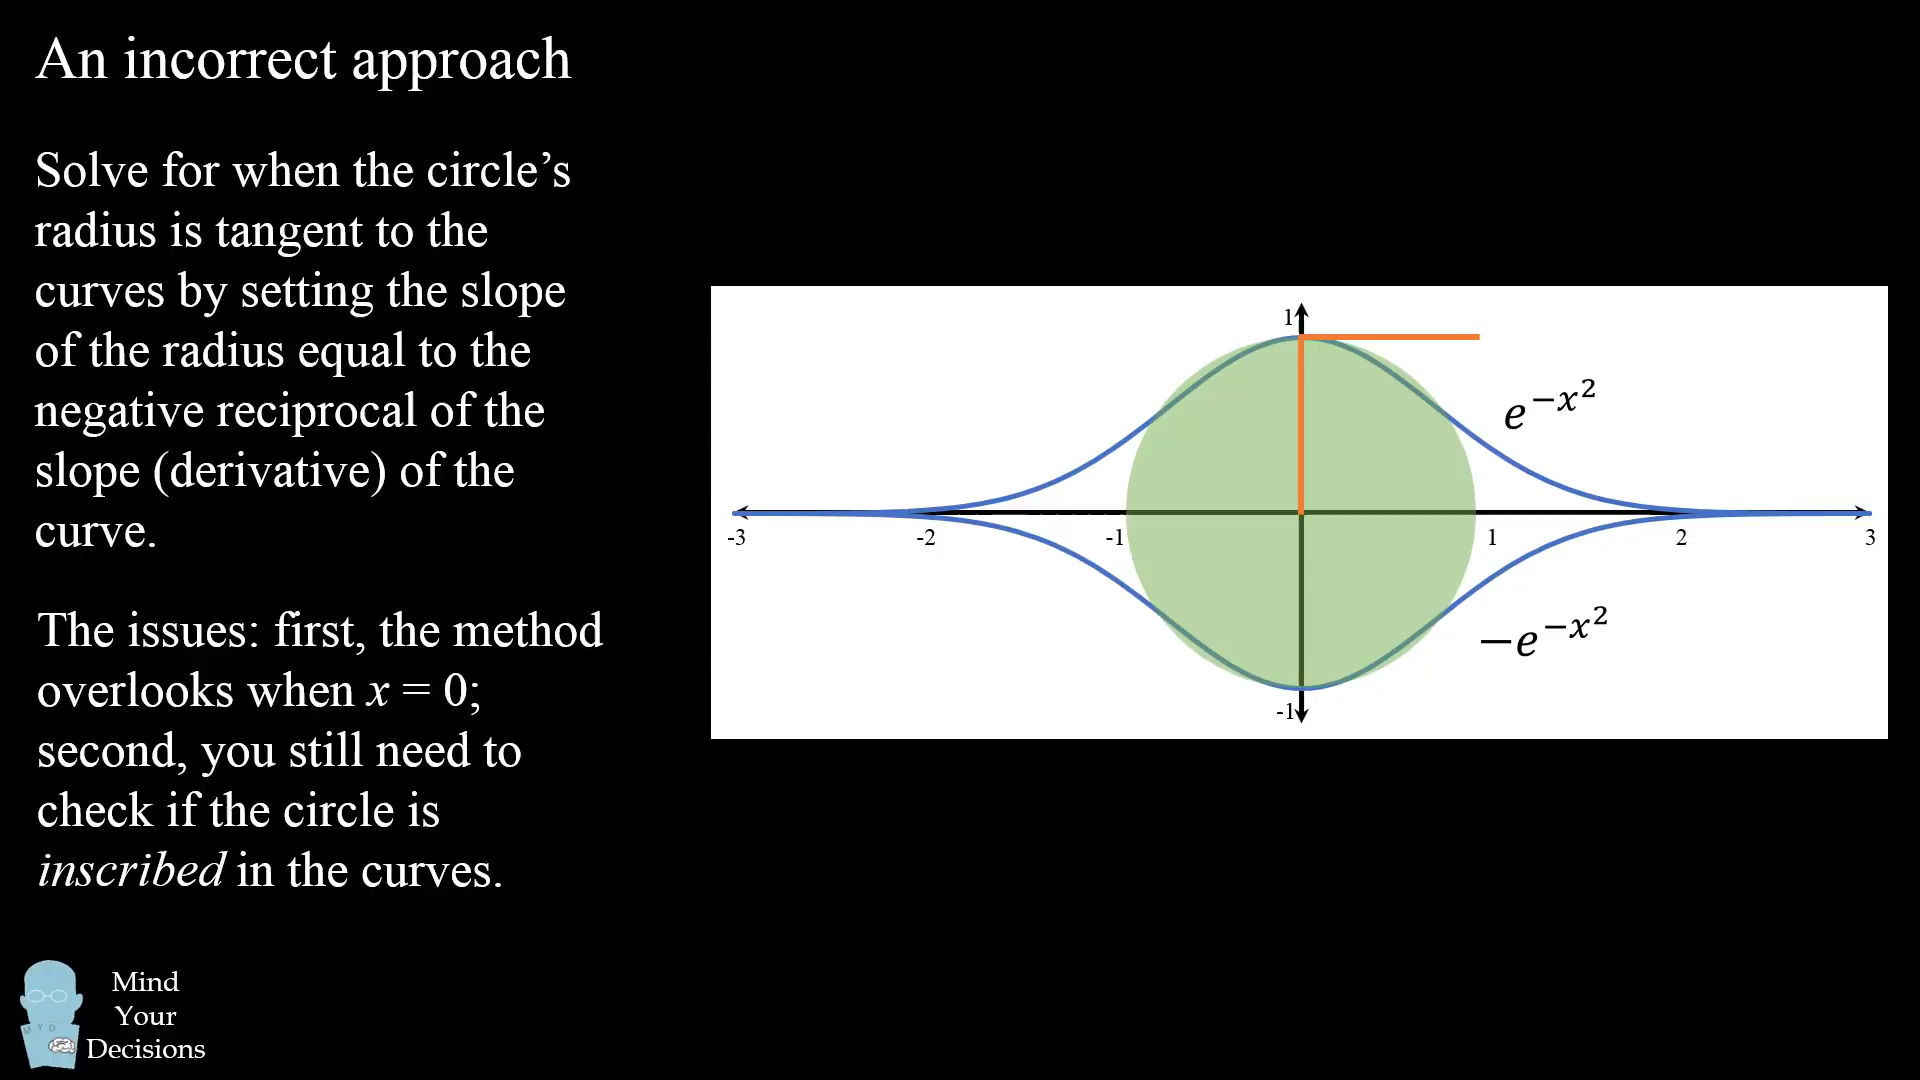 An incorrect approach
Solve for when the circle’s
radius is tangent to the
curves by setting the slope
of the radius equal to the
negative reciprocal of the
slope (derivative) of the
curve.
The issues: first, the method
overlooks when x = 0;
second, you still need to
check if the circle is
inscribed in the curves.
1
e^{-x^2}
-3 -2 -1 1 2 3
−e^{-x^2}
-1
M Y D
Mind
Your
Decisions